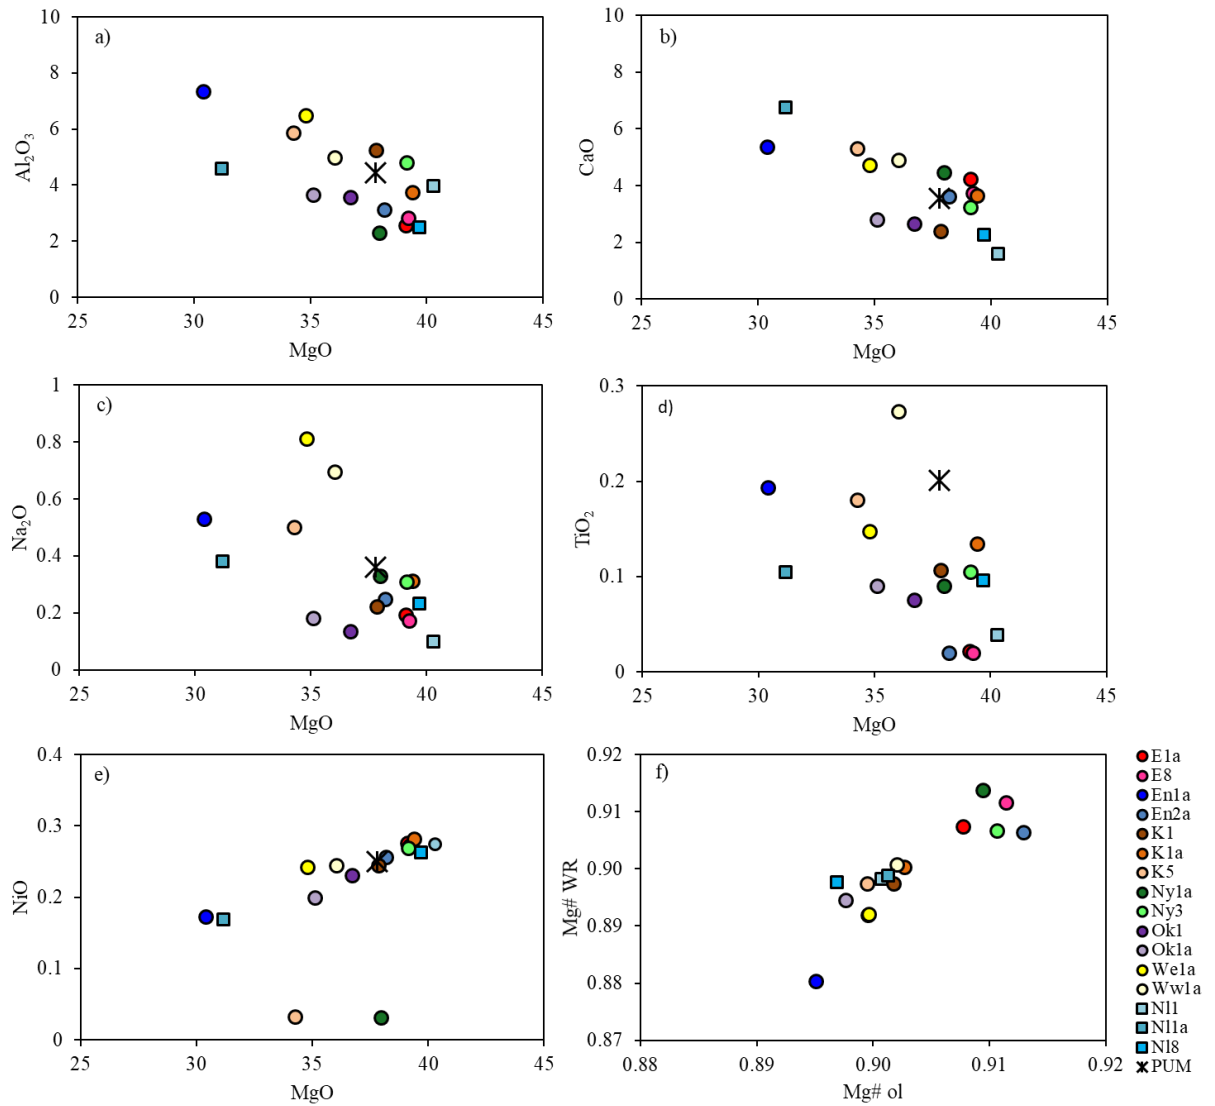 a)
10
8
6
4
2
0
Al₂O₃
25 30 35 40 45
MgO
b)
10
8
6
4
2
0
CaO
25 30 35 40 45
MgO
c)
1
0.8
0.6
0.4
0.2
0
Na₂O
25 30 35 40 45
MgO
d)
0.3
0.2
0.1
0
TiO₂
25 30 35 40 45
MgO
e)
0.4
0.3
0.2
0.1
0
NiO
25 30 35 40 45
MgO
f)
0.92
0.91
0.90
0.89
0.88
0.87
Mg# WR
0.88 0.89 0.90 0.91 0.92
Mg# ol
E1a
E8
En1a
En2a
K1
K1a
K5
Ny1a
Ny3
Ok1
Ok1a
We1a
Ww1a
Nl1
Nl1a
Nl8
PUM